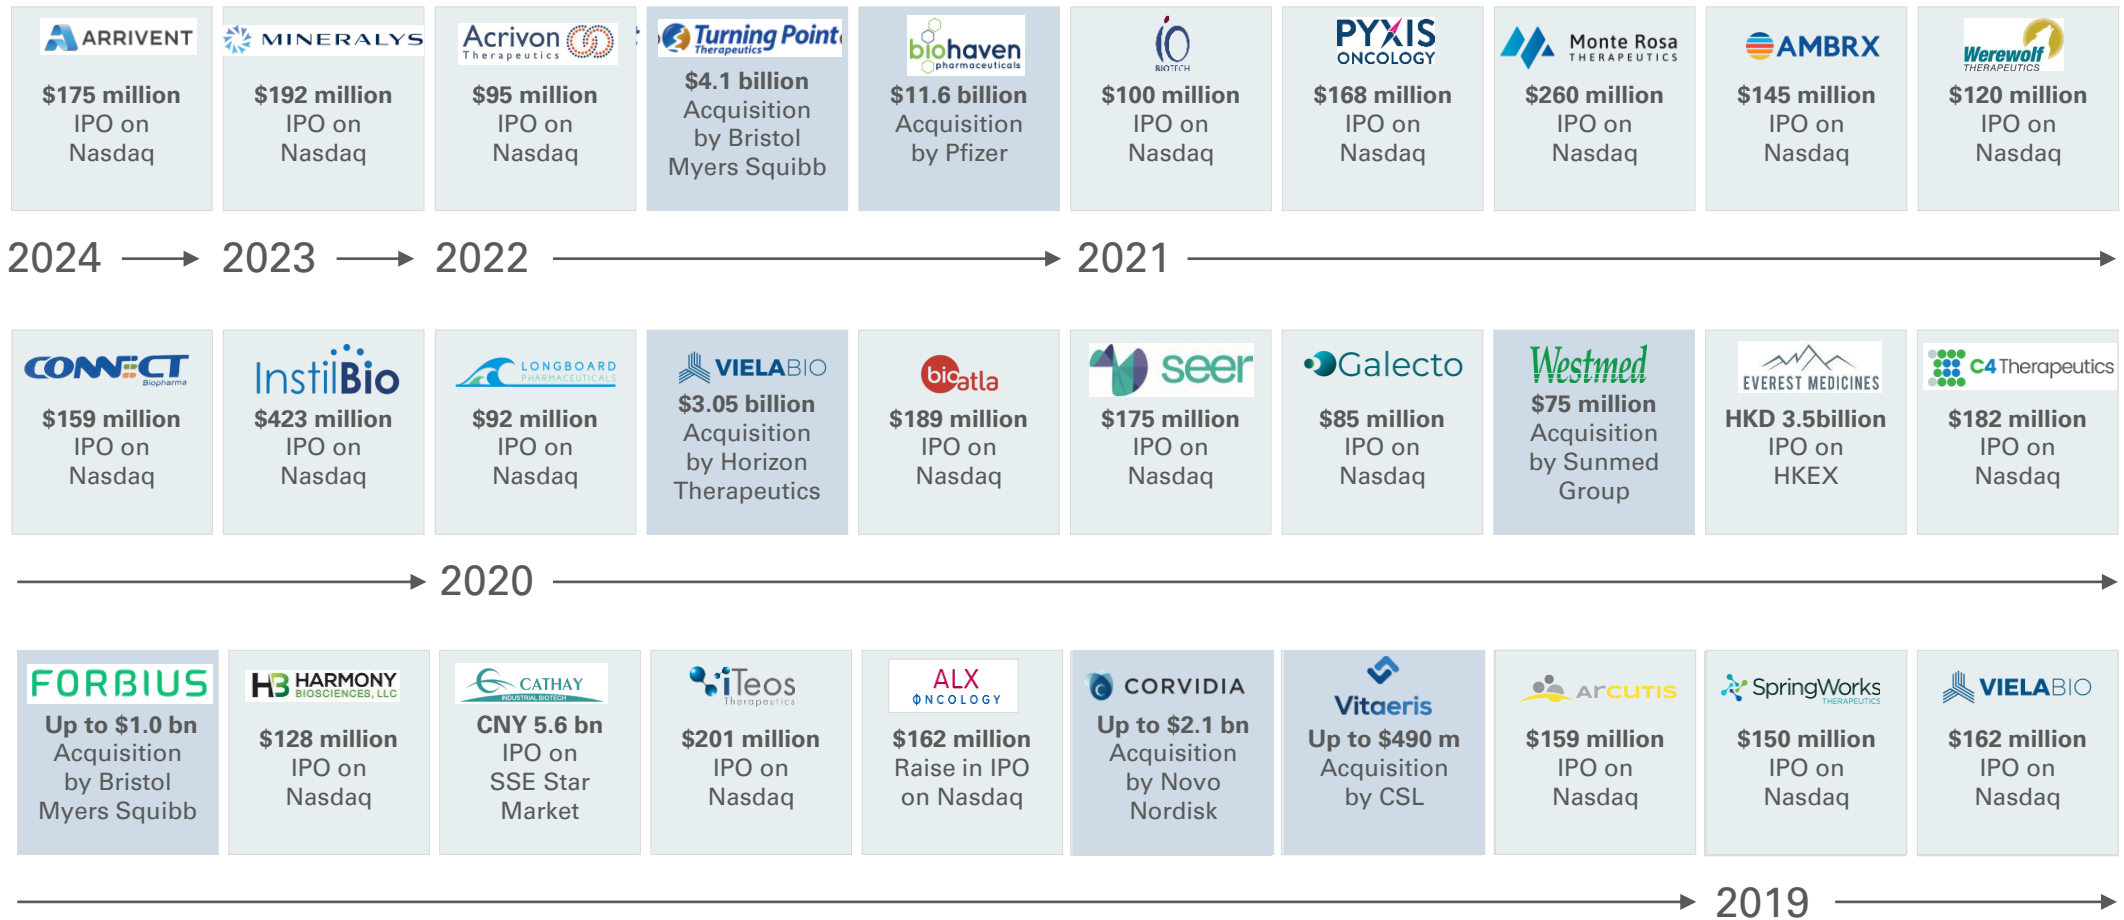 ARRIVENT
$175 million
IPO on
Nasdaq
MINERALYS
$192 million
IPO on
Nasdaq
Acrivon
Therapeutics
$95 million
IPO on
Nasdaq
Turning Point
Therapeutics
$4.1 billion
Acquisition
by Bristol
Myers Squibb
biohaven
pharmaceuticals
$11.6 billion
Acquisition
by Pfizer
IO
BIOTECH
$100 million
IPO on
Nasdaq
PYXIS
ONCOLOGY
$168 million
IPO on
Nasdaq
Monte Rosa
THERAPEUTICS
$260 million
IPO on
Nasdaq
AMBRX
$145 million
IPO on
Nasdaq
Werewolf
THERAPEUTICS
$120 million
IPO on
Nasdaq
2024
2023
2022
2021
CONNECT
Biopharma
$159 million
IPO on
Nasdaq
InstilBio
$423 million
IPO on
Nasdaq
LONGBOARD
PHARMACEUTICALS
$92 million
IPO on
Nasdaq
VIELABIO
$3.05 billion
Acquisition
by Horizon
Therapeutics
bioatla
$189 million
IPO on
Nasdaq
seer
$175 million
IPO on
Nasdaq
Galecto
$85 million
IPO on
Nasdaq
Westmed
$75 million
Acquisition
by Sunmed
Group
EVEREST MEDICINES
HKD 3.5billion
IPO on
HKEX
C4 Therapeutics
$182 million
IPO on
Nasdaq
2020
FORBIUS
Up to $1.0 bn
Acquisition
by Bristol
Myers Squibb
HB HARMONY
BIOSCIENCES, LLC
$128 million
IPO on
Nasdaq
CATHAY
INDUSTRIAL BIOTECH
CNY 5.6 bn
IPO on
SSE Star
Market
iTeos
Therapeutics
$201 million
IPO on
Nasdaq
ALX
ONCOLOGY
$162 million
Raise in IPO
on Nasdaq
CORVIDIA
Up to $2.1 bn
Acquisition
by Novo
Nordisk
Vitaeris
Up to $490 m
Acquisition
by CSL
ARCUTIS
$159 million
IPO on
Nasdaq
SpringWorks
THERAPEUTICS
$150 million
IPO on
Nasdaq
VIELABIO
$162 million
IPO on
Nasdaq
2019